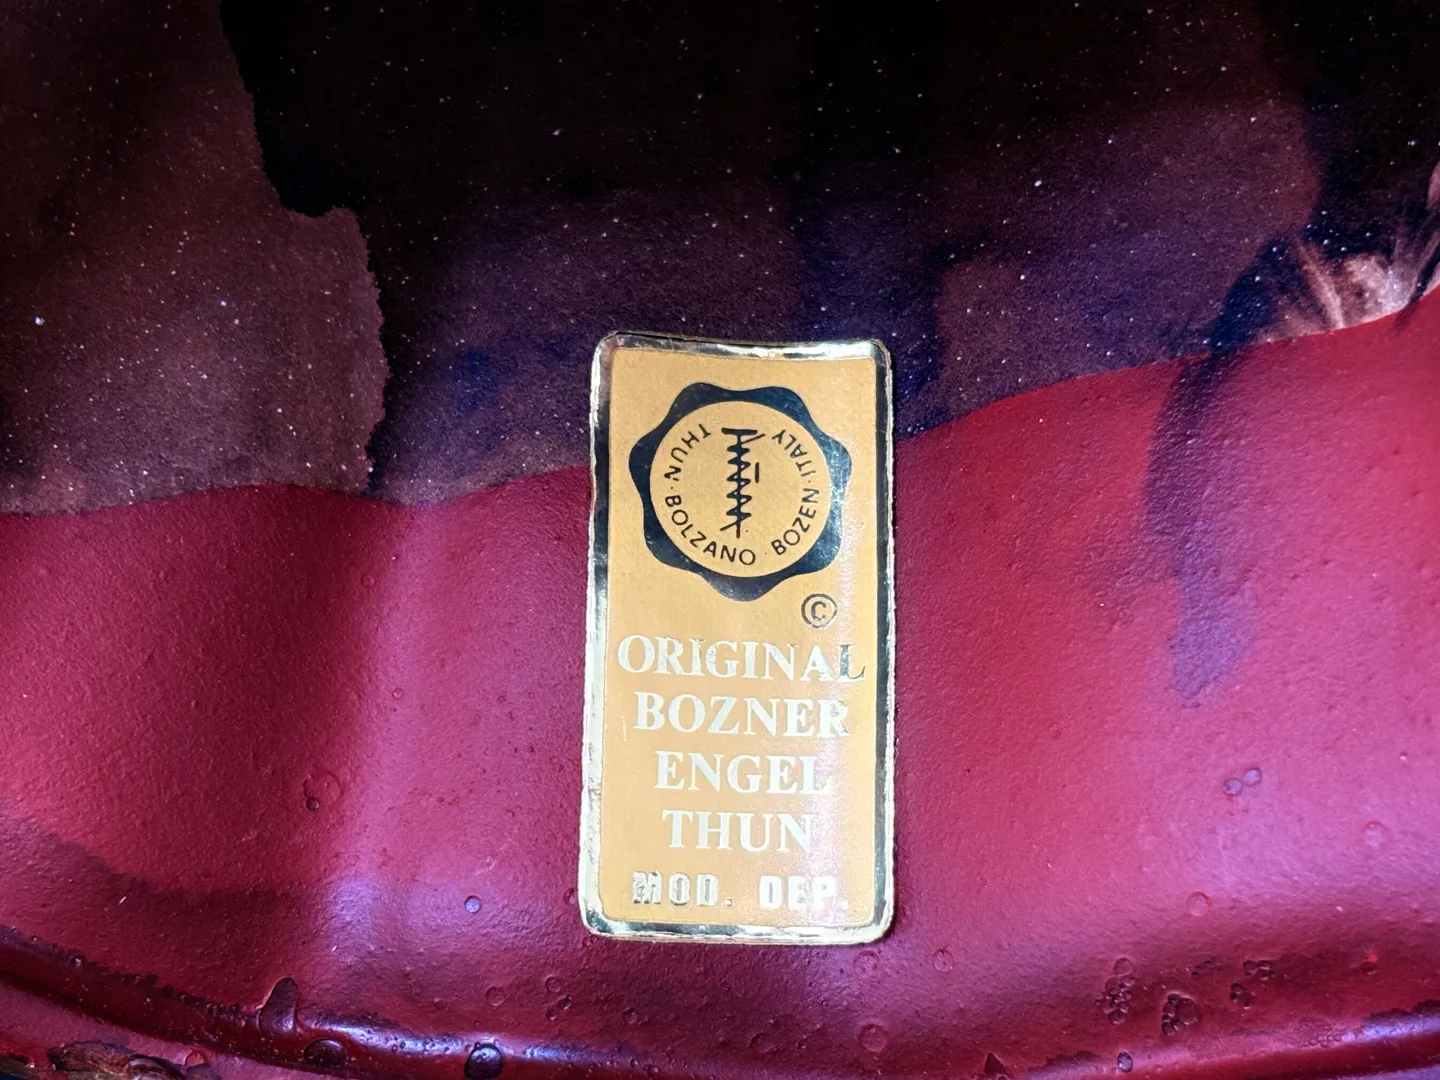 THUN · BOLZANO · BOZEN · ITALY
©
ORIGINAL
BOZNER
ENGEL
THUN
MOD. DEP.